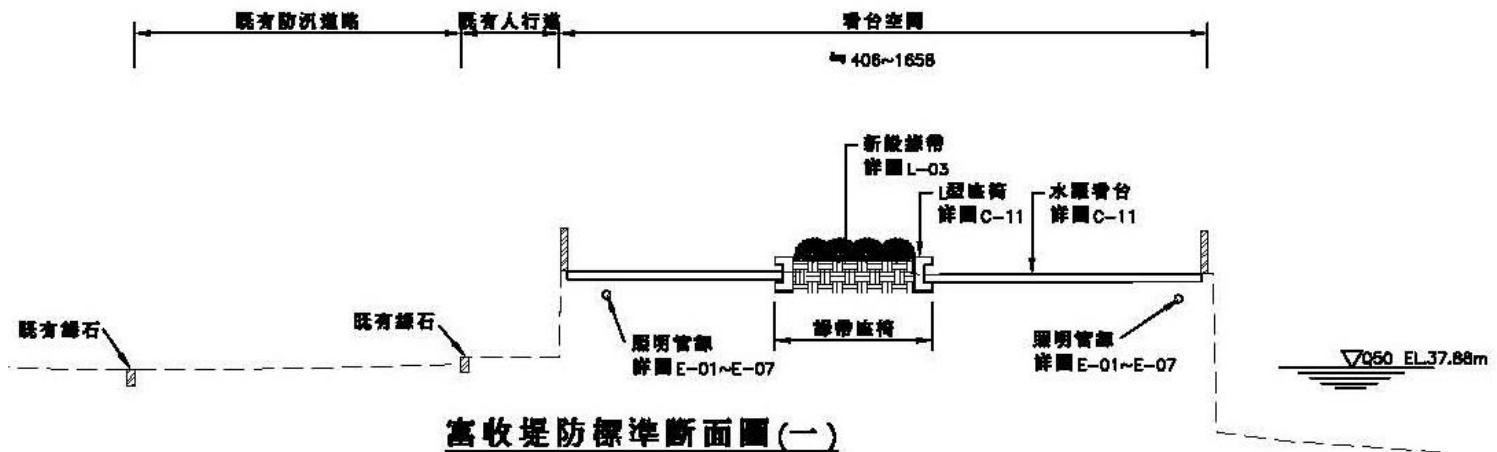 既有防汛道路 既有人行道 看台空間
≒ 406~1658
新設綠帶
詳圖L-03
L型座椅
詳圖C-11
水泥看台
詳圖C-11
既有緣石
既有緣石
照明管線
詳圖E-01~E-07
綠帶座椅
照明管線
詳圖E-01~E-07
▽Q50 EL.37.88m
富收堤防標準斷面圖(一)